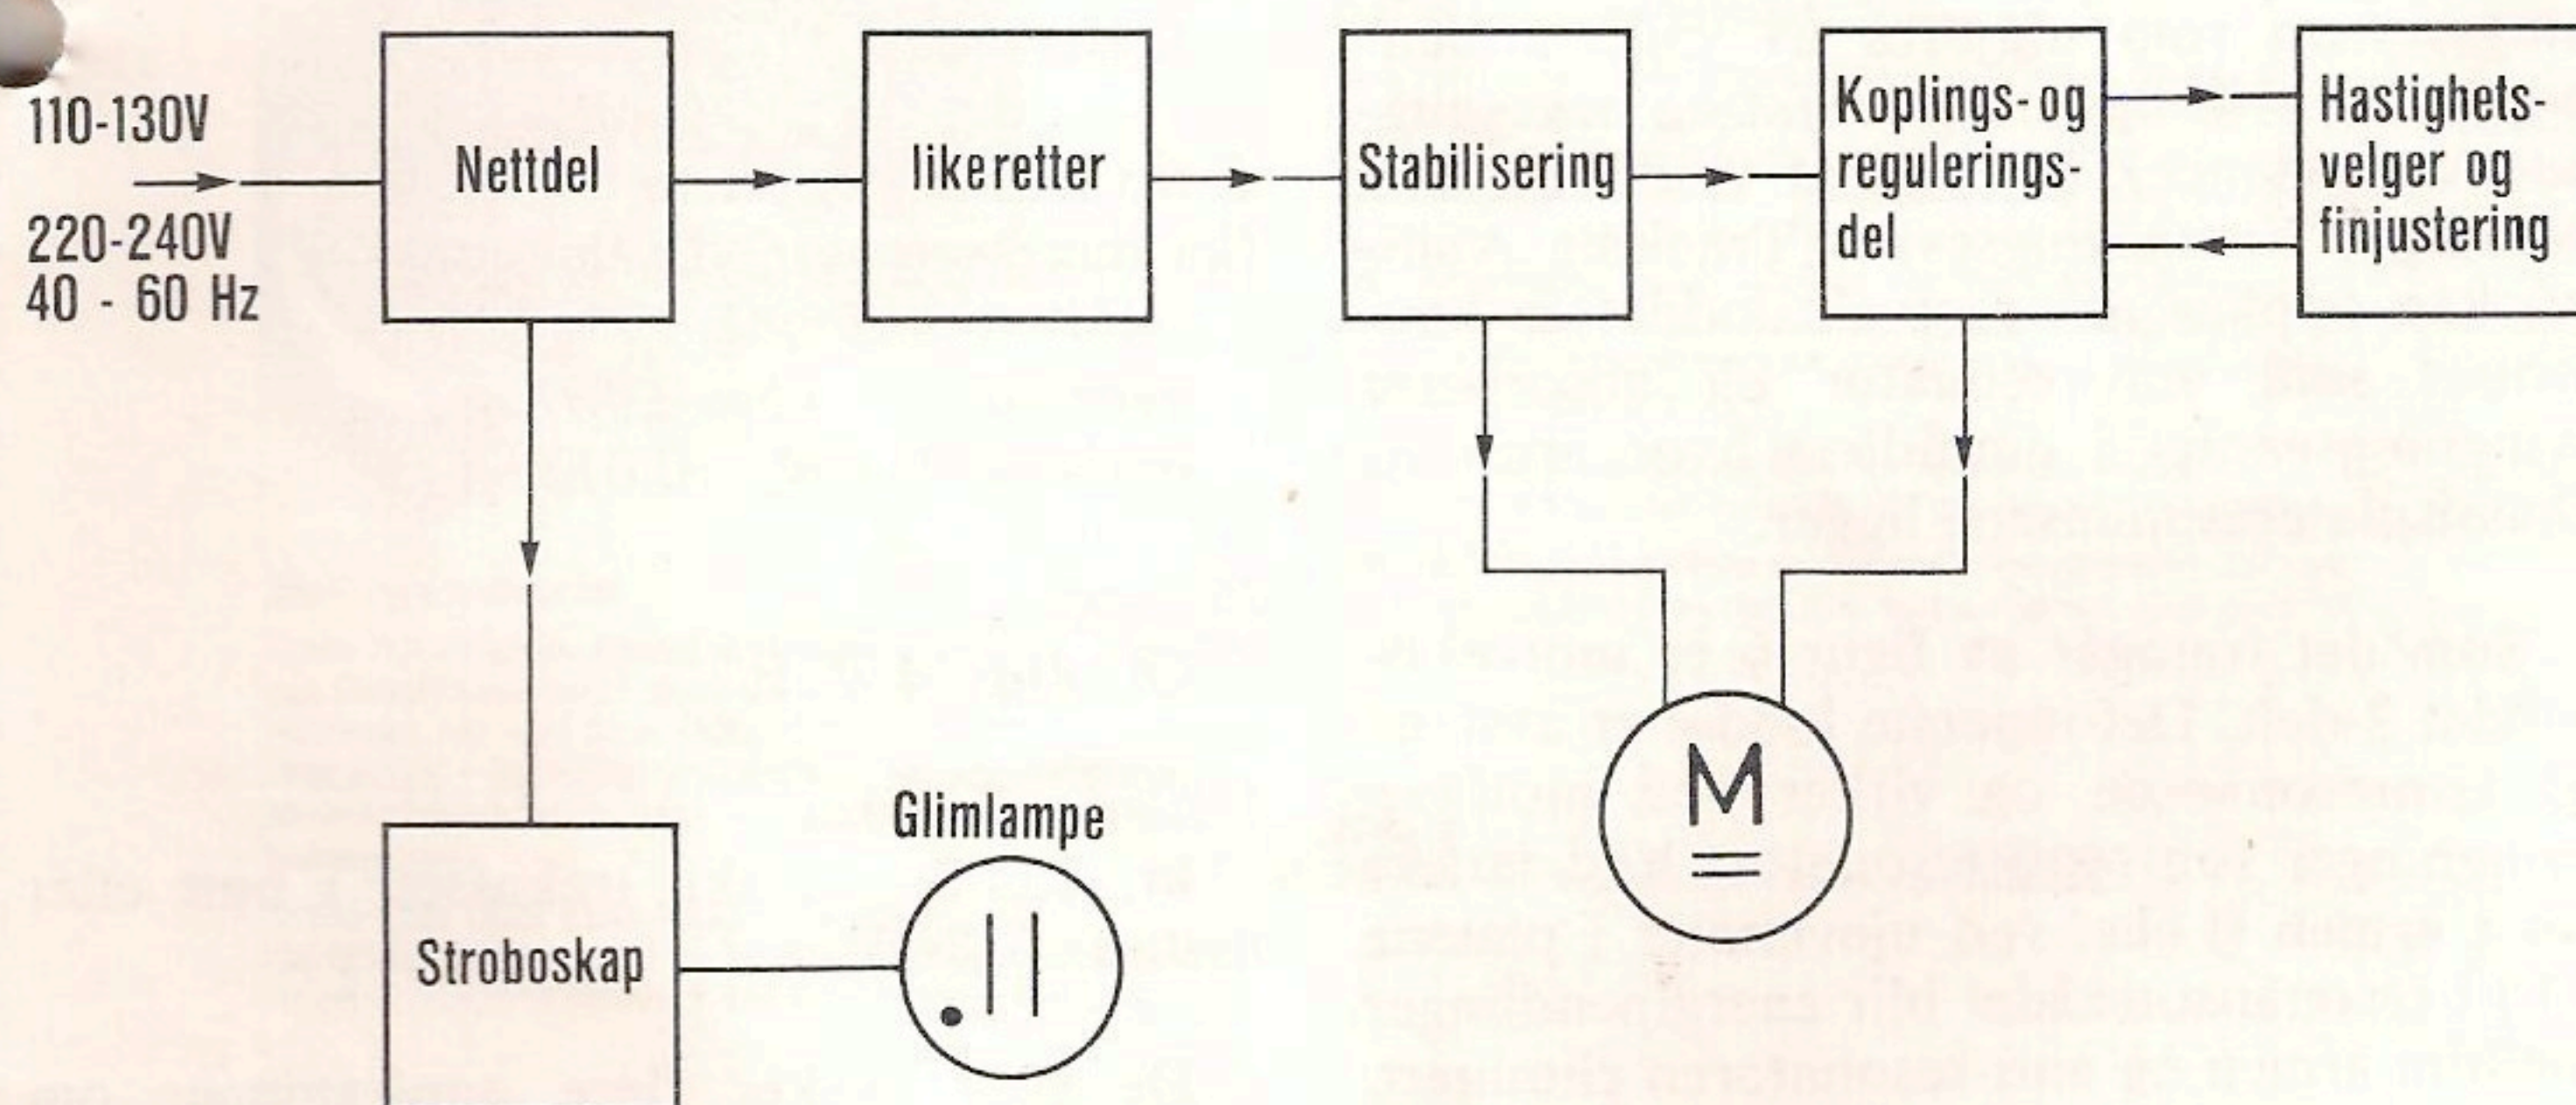 110-130V
220-240V
40 - 60 Hz
Nettdel
likeretter
Stabilisering
Koplings- og
regulerings-
del
Hastighets-
velger og
finjustering
Stroboskap
Glimlampe
M